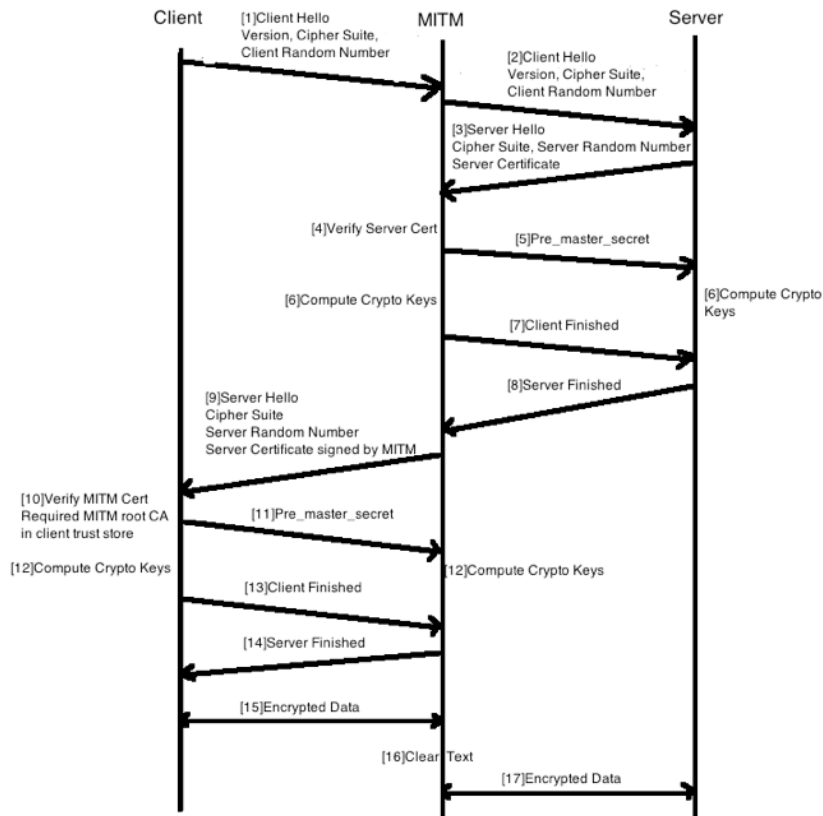 Client
MITM
Server
[1]Client Hello
Version, Cipher Suite,
Client Random Number
[2]Client Hello
Version, Cipher Suite,
Client Random Number
[3]Server Hello
Cipher Suite, Server Random Number
Server Certificate
[4]Verify Server Cert
[5]Pre_master_secret
[6]Compute Crypto Keys
[6]Compute Crypto
Keys
[7]Client Finished
[8]Server Finished
[9]Server Hello
Cipher Suite
Server Random Number
Server Certificate signed by MITM
[10]Verify MITM Cert
Required MITM root CA
in client trust store
[11]Pre_master_secret
[12]Compute Crypto Keys
[12]Compute Crypto Keys
[13]Client Finished
[14]Server Finished
[15]Encrypted Data
[16]Clear Text
[17]Encrypted Data